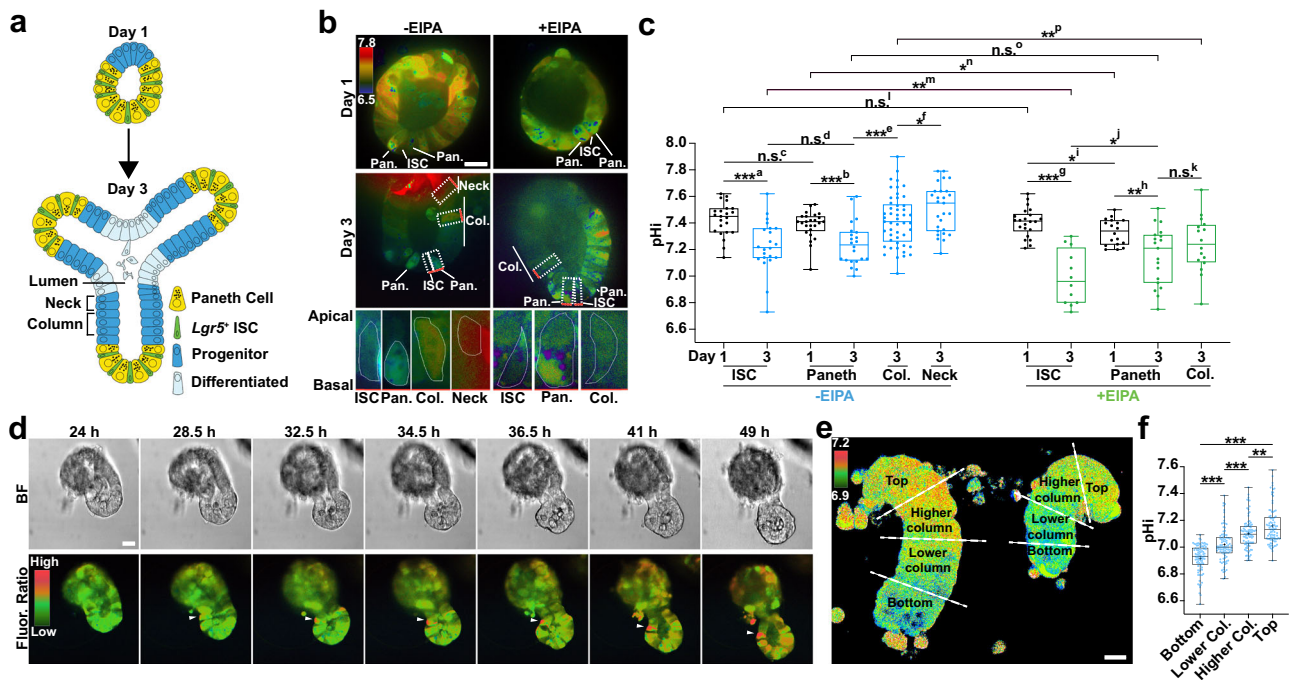 a
Day 1
Day 3
Lumen
Neck
Column
Paneth Cell
Lgr5+ ISC
Progenitor
Differentiated
b
-EIPA +EIPA
7.8
6.5
Day 1
Pan. ISC Pan.
ISC Pan.
Day 3
Neck
Col.
Pan. ISC Pan.
Col.
Pan. Pan.
ISC
Apical
Basal
ISC Pan. Col. Neck ISC Pan. Col.
c
**p
n.s.o
*n
**m
n.s.l
n.s.d ***e *f
n.s.c
***a ***b
*j
*i n.s.k
***g **h
pHi
8.0
7.8
7.6
7.4
7.2
7.0
6.8
6.6
Day 1 3 1 3 3 3 1 3 1 3 3
ISC Paneth Col. Neck ISC Paneth Col.
-EIPA +EIPA
d
24 h 28.5 h 32.5 h 34.5 h 36.5 h 41 h 49 h
BF
Fluor. Ratio
High
Low
e
7.2
6.9
Top
Higher column
Lower column
Bottom
Higher column
Top
Lower column
Bottom
f
***
*** *** **
pHi
7.6
7.4
7.2
7.0
6.8
6.6
Bottom
Lower Col.
Higher Col.
Top